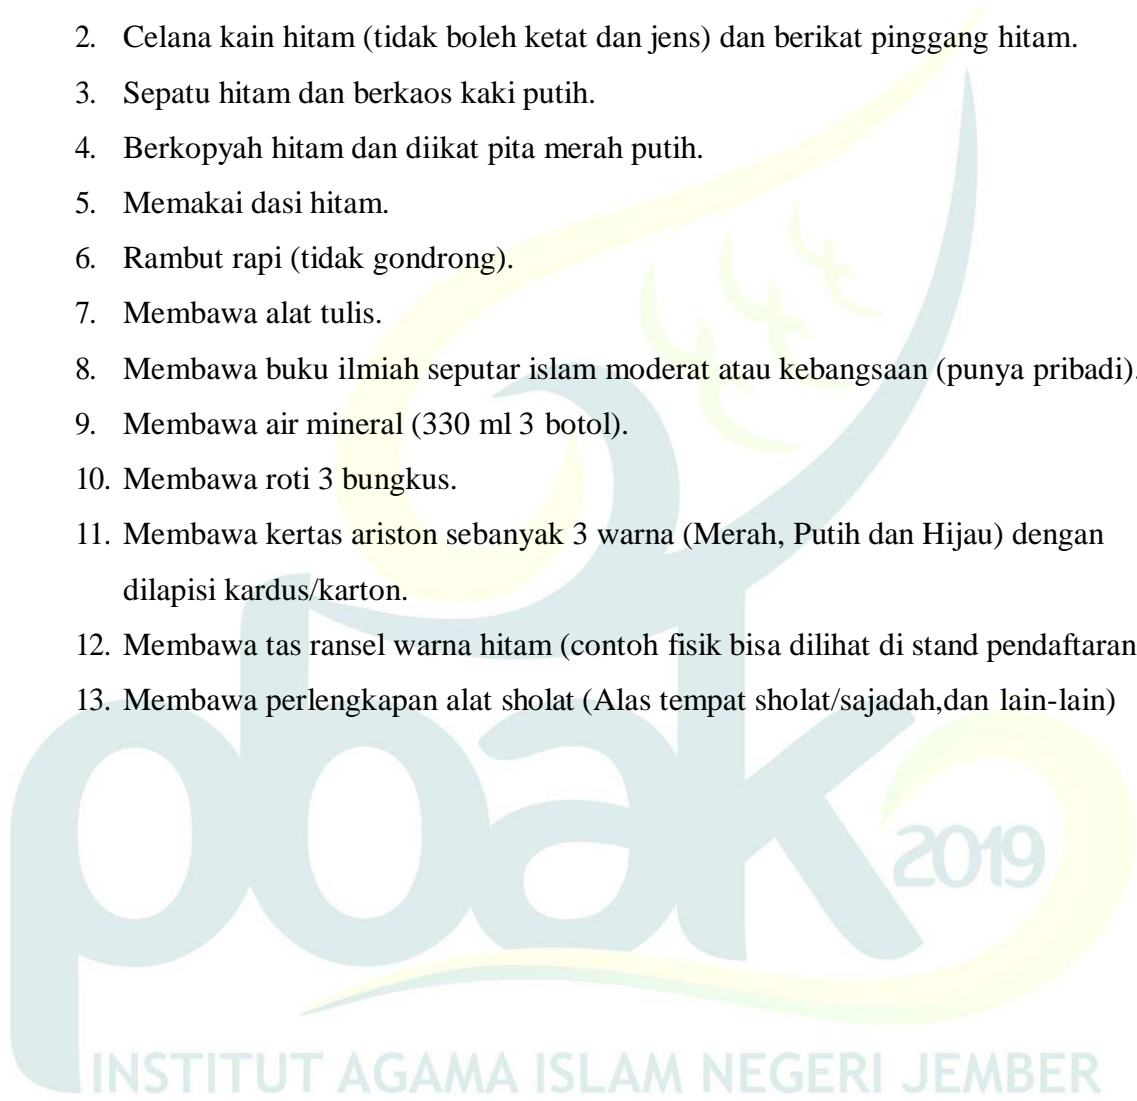 2. Celana kain hitam (tidak boleh ketat dan jens) dan berikat pinggang hitam.
3. Sepatu hitam dan berkaos kaki putih.
4. Berkopyah hitam dan diikat pita merah putih.
5. Memakai dasi hitam.
6. Rambut rapi (tidak gondrong).
7. Membawa alat tulis.
8. Membawa buku ilmiah seputar islam moderat atau kebangsaan (punya pribadi).
9. Membawa air mineral (330 ml 3 botol).
10. Membawa roti 3 bungkus.
11. Membawa kertas ariston sebanyak 3 warna (Merah, Putih dan Hijau) dengan
dilapisi kardus/karton.
12. Membawa tas ransel warna hitam (contoh fisik bisa dilihat di stand pendaftaran
13. Membawa perlengkapan alat sholat (Alas tempat sholat/sajadah,dan lain-lain)
pbak
2019
INSTITUT AGAMA ISLAM NEGERI JEMBER